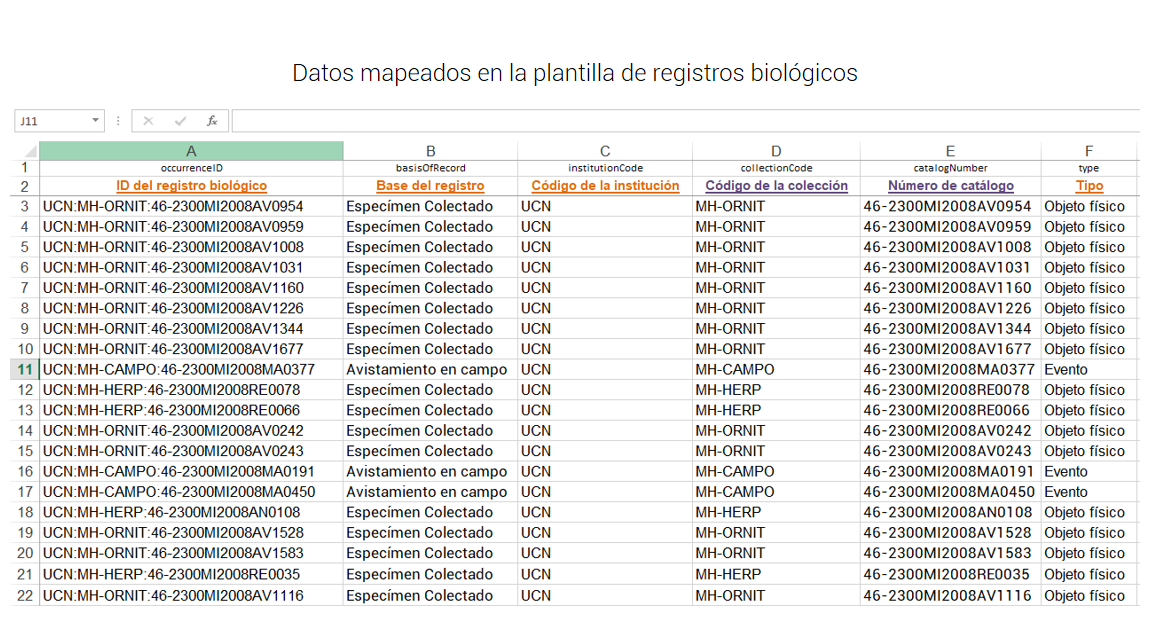 Datos mapeados en la plantilla de registros biológicos
J11 fx
A B C D E F
1 occurrenceID basisOfRecord institutionCode collectionCode catalogNumber type
2 ID del registro biológico Base del registro Código de la institución Código de la colección Número de catálogo Tipo
3 UCN:MH-ORNIT:46-2300MI2008AV0954 Especímen Colectado UCN MH-ORNIT 46-2300MI2008AV0954 Objeto físico
4 UCN:MH-ORNIT:46-2300MI2008AV0959 Especímen Colectado UCN MH-ORNIT 46-2300MI2008AV0959 Objeto físico
5 UCN:MH-ORNIT:46-2300MI2008AV1008 Especímen Colectado UCN MH-ORNIT 46-2300MI2008AV1008 Objeto físico
6 UCN:MH-ORNIT:46-2300MI2008AV1031 Especímen Colectado UCN MH-ORNIT 46-2300MI2008AV1031 Objeto físico
7 UCN:MH-ORNIT:46-2300MI2008AV1160 Especímen Colectado UCN MH-ORNIT 46-2300MI2008AV1160 Objeto físico
8 UCN:MH-ORNIT:46-2300MI2008AV1226 Especímen Colectado UCN MH-ORNIT 46-2300MI2008AV1226 Objeto físico
9 UCN:MH-ORNIT:46-2300MI2008AV1344 Especímen Colectado UCN MH-ORNIT 46-2300MI2008AV1344 Objeto físico
10 UCN:MH-ORNIT:46-2300MI2008AV1677 Especímen Colectado UCN MH-ORNIT 46-2300MI2008AV1677 Objeto físico
11 UCN:MH-CAMPO:46-2300MI2008MA0377 Avistamiento en campo UCN MH-CAMPO 46-2300MI2008MA0377 Evento
12 UCN:MH-HERP:46-2300MI2008RE0078 Especímen Colectado UCN MH-HERP 46-2300MI2008RE0078 Objeto físico
13 UCN:MH-HERP:46-2300MI2008RE0066 Especímen Colectado UCN MH-HERP 46-2300MI2008RE0066 Objeto físico
14 UCN:MH-ORNIT:46-2300MI2008AV0242 Especímen Colectado UCN MH-ORNIT 46-2300MI2008AV0242 Objeto físico
15 UCN:MH-ORNIT:46-2300MI2008AV0243 Especímen Colectado UCN MH-ORNIT 46-2300MI2008AV0243 Objeto físico
16 UCN:MH-CAMPO:46-2300MI2008MA0191 Avistamiento en campo UCN MH-CAMPO 46-2300MI2008MA0191 Evento
17 UCN:MH-CAMPO:46-2300MI2008MA0450 Avistamiento en campo UCN MH-CAMPO 46-2300MI2008MA0450 Evento
18 UCN:MH-HERP:46-2300MI2008AN0108 Especímen Colectado UCN MH-HERP 46-2300MI2008AN0108 Objeto físico
19 UCN:MH-ORNIT:46-2300MI2008AV1528 Especímen Colectado UCN MH-ORNIT 46-2300MI2008AV1528 Objeto físico
20 UCN:MH-ORNIT:46-2300MI2008AV1583 Especímen Colectado UCN MH-ORNIT 46-2300MI2008AV1583 Objeto físico
21 UCN:MH-HERP:46-2300MI2008RE0035 Especímen Colectado UCN MH-HERP 46-2300MI2008RE0035 Objeto físico
22 UCN:MH-ORNIT:46-2300MI2008AV1116 Especímen Colectado UCN MH-ORNIT 46-2300MI2008AV1116 Objeto físico